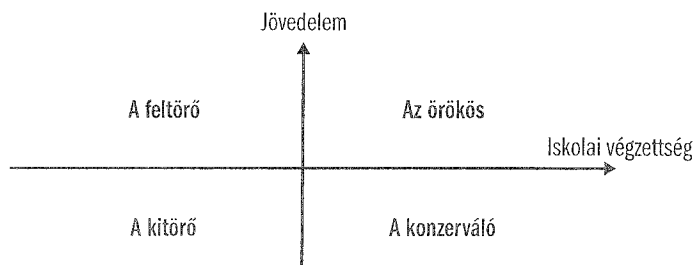 Jövedelem
A feltörő
Az örökös
Iskolai végzettség
A kitörő
A konzerváló